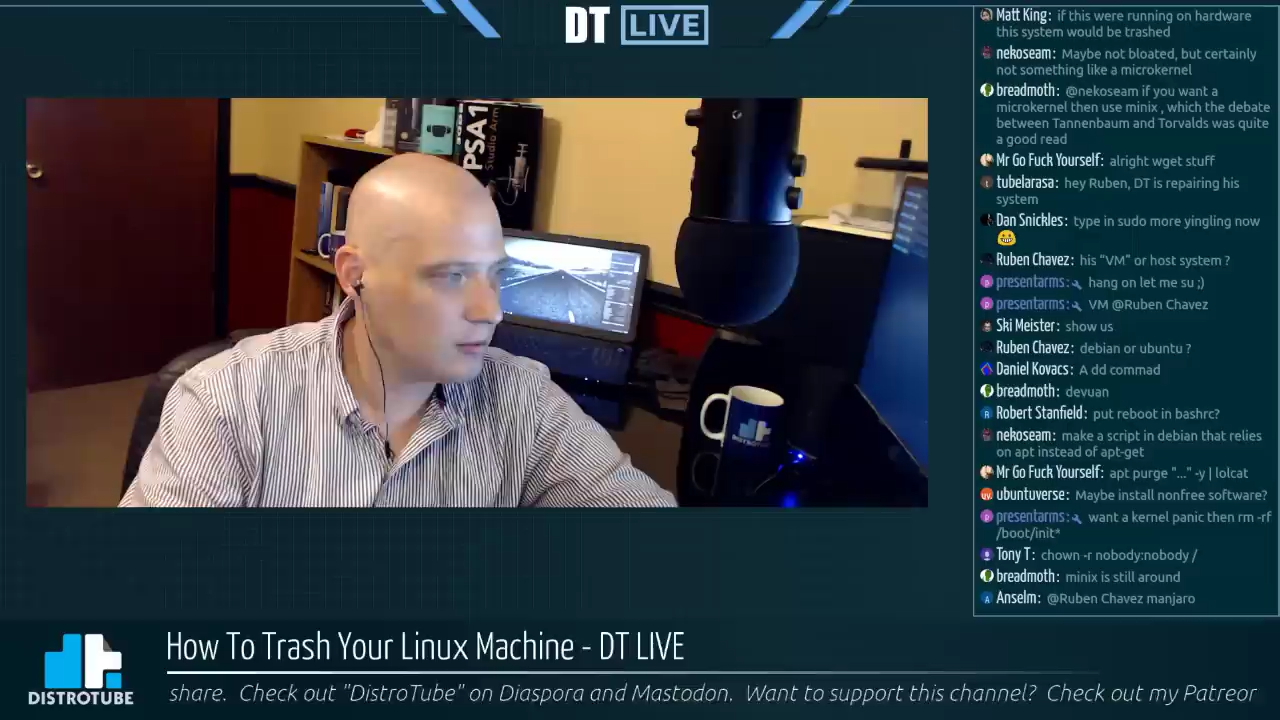 DT LIVE
Matt King: if this were running on hardware
this system would be trashed
nekoseam: Maybe not bloated, but certainly
not something like a microkernel
breadmoth: @nekoseam if you want a
microkernel then use minix , which the debate
between Tannenbaum and Torvalds was quite
a good read
Mr Go Fuck Yourself: alright wget stuff
tubelarasa: hey Ruben, DT is repairing his
system
Dan Snickles: type in sudo more yingling now
Ruben Chavez: his “VM” or host system ?
presentarms: hang on let me su ;)
presentarms: VM @Ruben Chavez
Ski Meister: show us
Ruben Chavez: debian or ubuntu ?
Daniel Kovacs: A dd commad
breadmoth: devuan
Robert Stanfield: put reboot in bashrc?
nekoseam: make a script in debian that relies
on apt instead of apt-get
Mr Go Fuck Yourself: apt purge "..." -y | lolcat
ubuntuverse: Maybe install nonfree software?
presentarms: want a kernel panic then rm -rf
/boot/init*
Tony T: chown -r nobody:nobody /
breadmoth: minix is still around
Anselm: @Ruben Chavez manjaro
PSA1
Studio Arm
DISTROTUBE
How To Trash Your Linux Machine - DT LIVE
DISTROTUBE
share. Check out "DistroTube" on Diaspora and Mastodon. Want to support this channel? Check out my Patreor